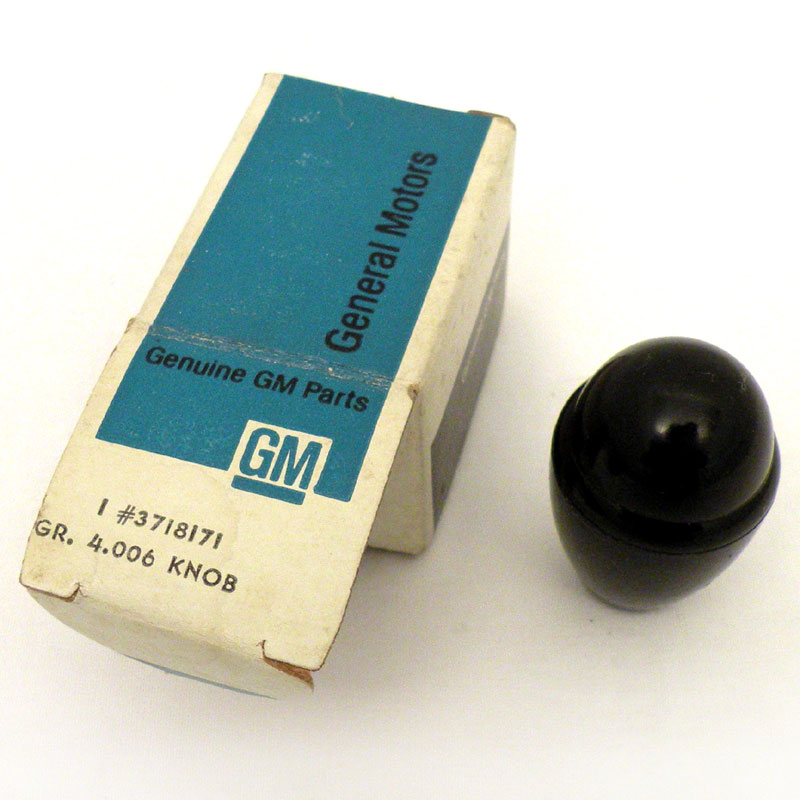 General Motors
Genuine GM Parts
GM
1 #3718171
GR. 4.006 KNOB